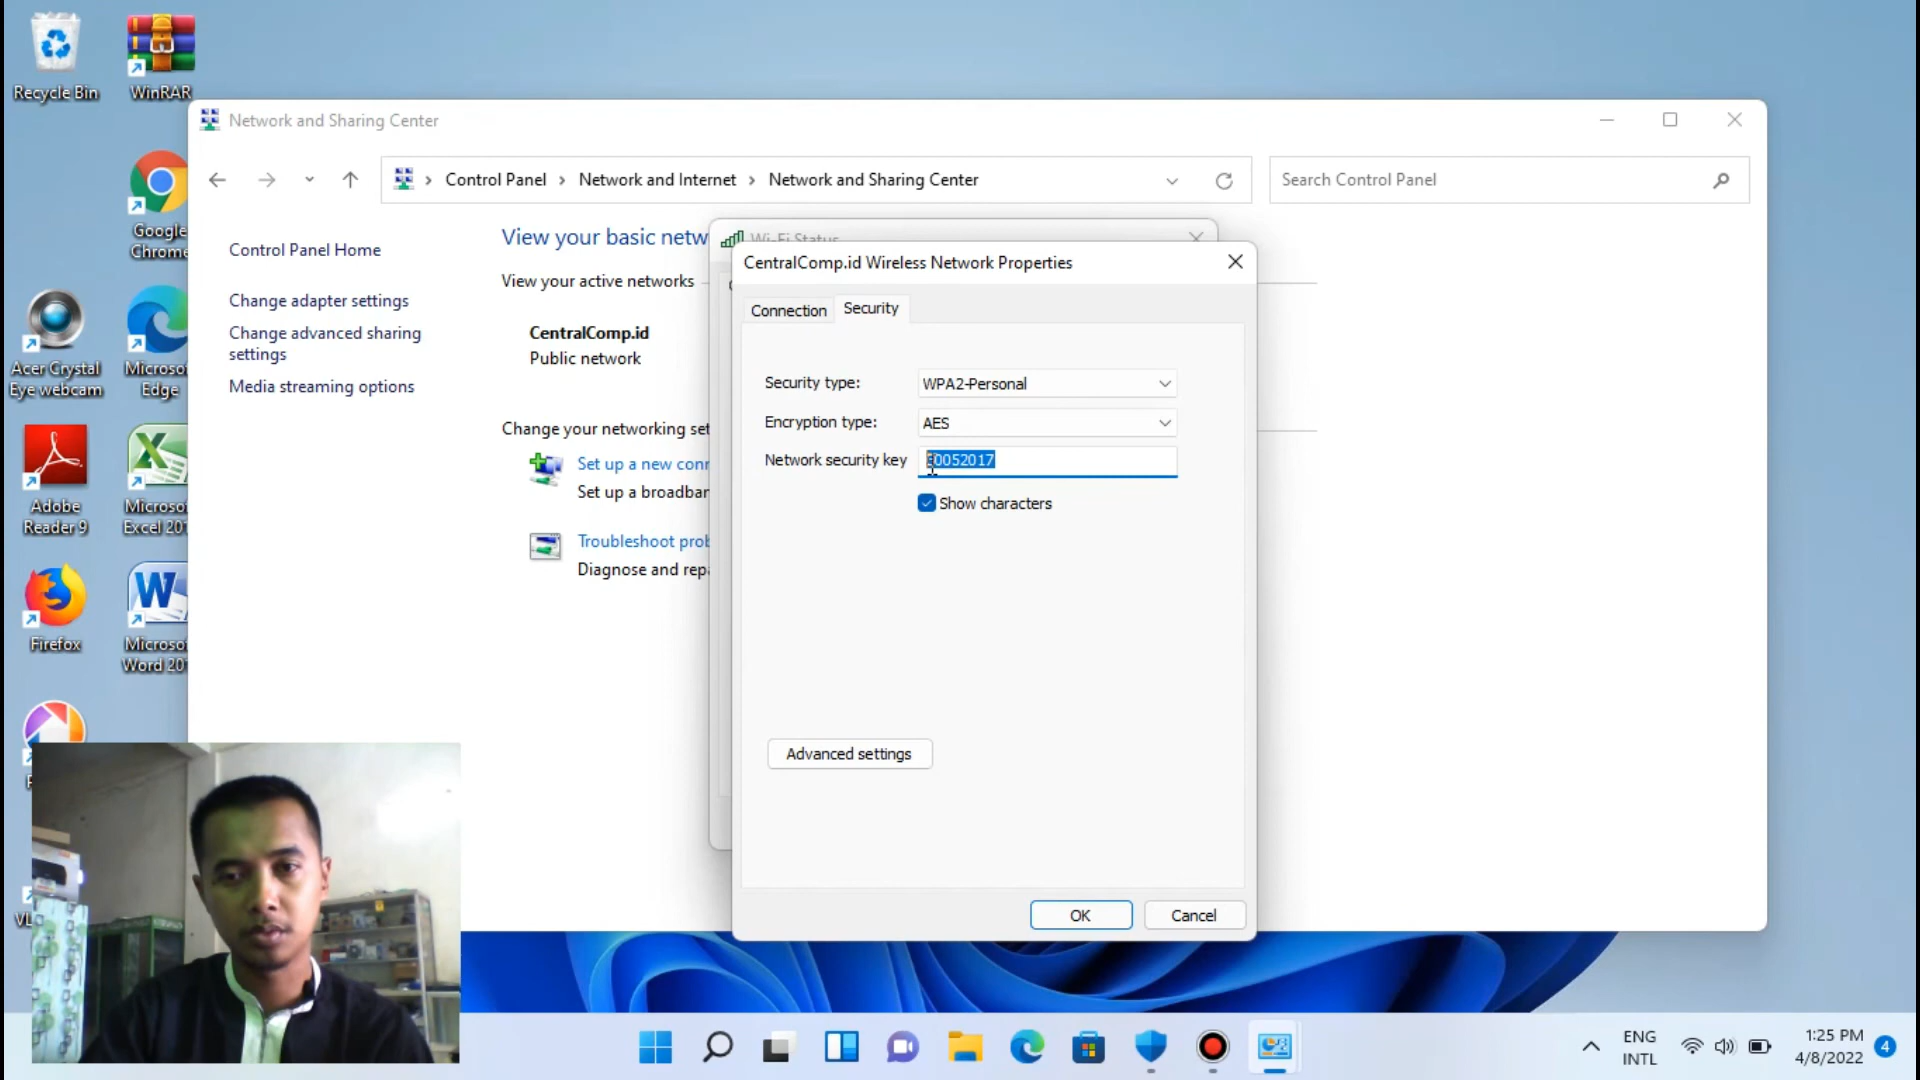 Recycle Bin
WinRAR
Google
Chrome
Acer Crystal
Eye webcam
Microsof
Edge
Adobe
Reader 9
Microsof
Excel 201
Firefox
Microsof
Word 20
Network and Sharing Center
Control Panel > Network and Internet > Network and Sharing Center
Search Control Panel
Control Panel Home
Change adapter settings
Change advanced sharing
settings
Media streaming options
View your basic netw
View your active networks
CentralComp.id
Public network
Change your networking set
Set up a new conn
Set up a broadban
Troubleshoot prob
Diagnose and repa
Wi-Fi Status
CentralComp.id Wireless Network Properties
Connection
Security
Security type:
WPA2-Personal
Encryption type:
AES
Network security key
0052017
Show characters
Advanced settings
OK
Cancel
ENG
INTL
1:25 PM
4/8/2022
4